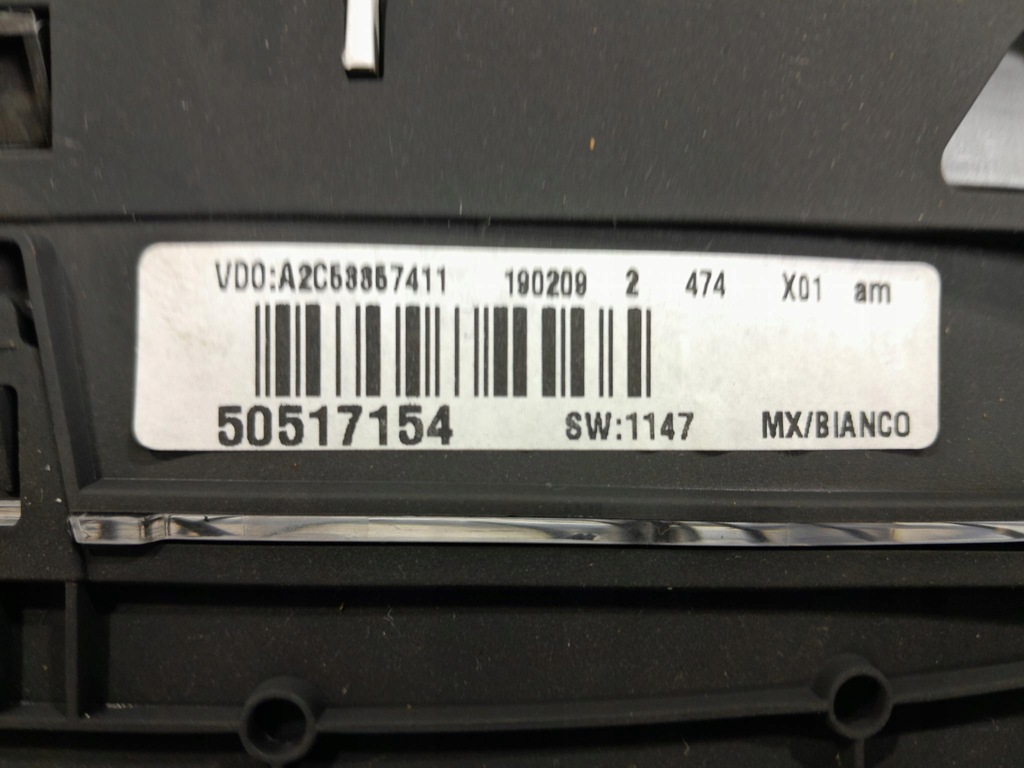 VDO:A2C53357411 190209 2 474 X01 am
50517154 SW:1147 MX/BIANCO